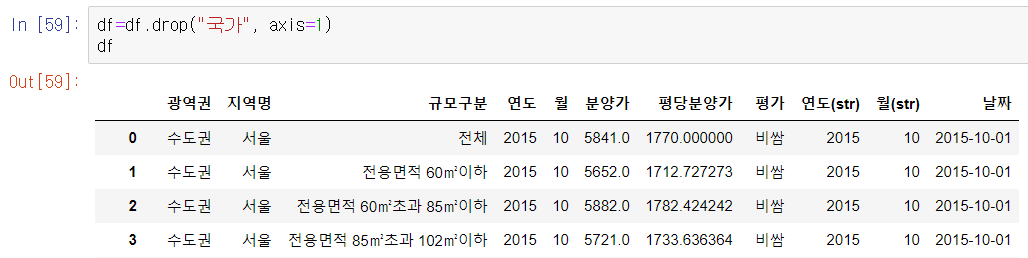 In [59]: df=df.drop("국가", axis=1)
df
Out[59]:
광역권 지역명 규모구분 연도 월 분양가 평당분양가 평가 연도(str) 월(str) 날짜
0 수도권 서울 전체 2015 10 5841.0 1770.000000 비쌈 2015 10 2015-10-01
1 수도권 서울 전용면적 60㎡이하 2015 10 5652.0 1712.727273 비쌈 2015 10 2015-10-01
2 수도권 서울 전용면적 60㎡초과 85㎡이하 2015 10 5882.0 1782.424242 비쌈 2015 10 2015-10-01
3 수도권 서울 전용면적 85㎡초과 102㎡이하 2015 10 5721.0 1733.636364 비쌈 2015 10 2015-10-01